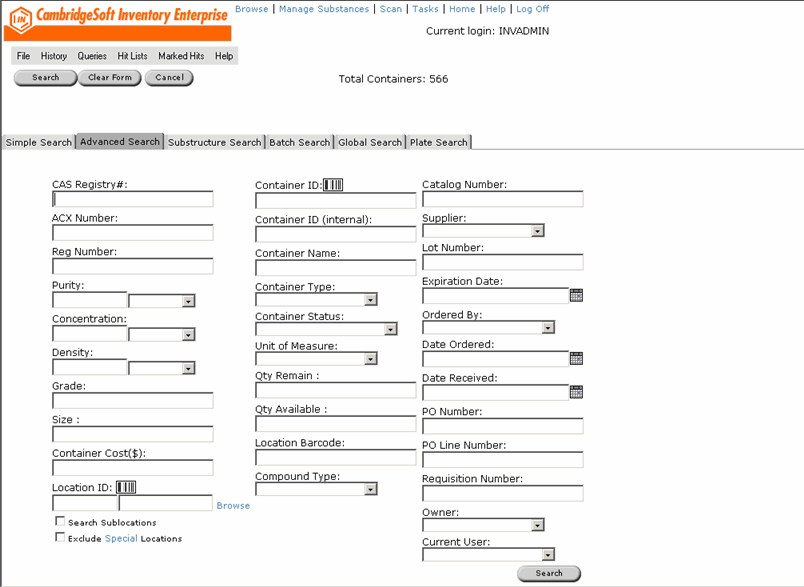 CambridgeSoft Inventory Enterprise
Browse | Manage Substances | Scan | Tasks | Home | Help | Log Off
Current login: INVADMIN
File History Queries Hit Lists Marked Hits Help
Search Clear Form Cancel
Total Containers: 566
Simple Search Advanced Search Substructure Search Batch Search Global Search Plate Search
CAS Registry#:
ACX Number:
Reg Number:
Purity:
Concentration:
Density:
Grade:
Size :
Container Cost($):
Location ID:
Browse
Search Sublocations
Exclude Special Locations
Container ID:
Container ID (internal):
Container Name:
Container Type:
Container Status:
Unit of Measure:
Qty Remain :
Qty Available :
Location Barcode:
Compound Type:
Catalog Number:
Supplier:
Lot Number:
Expiration Date:
Ordered By:
Date Ordered:
Date Received:
PO Number:
PO Line Number:
Requisition Number:
Owner:
Current User:
Search